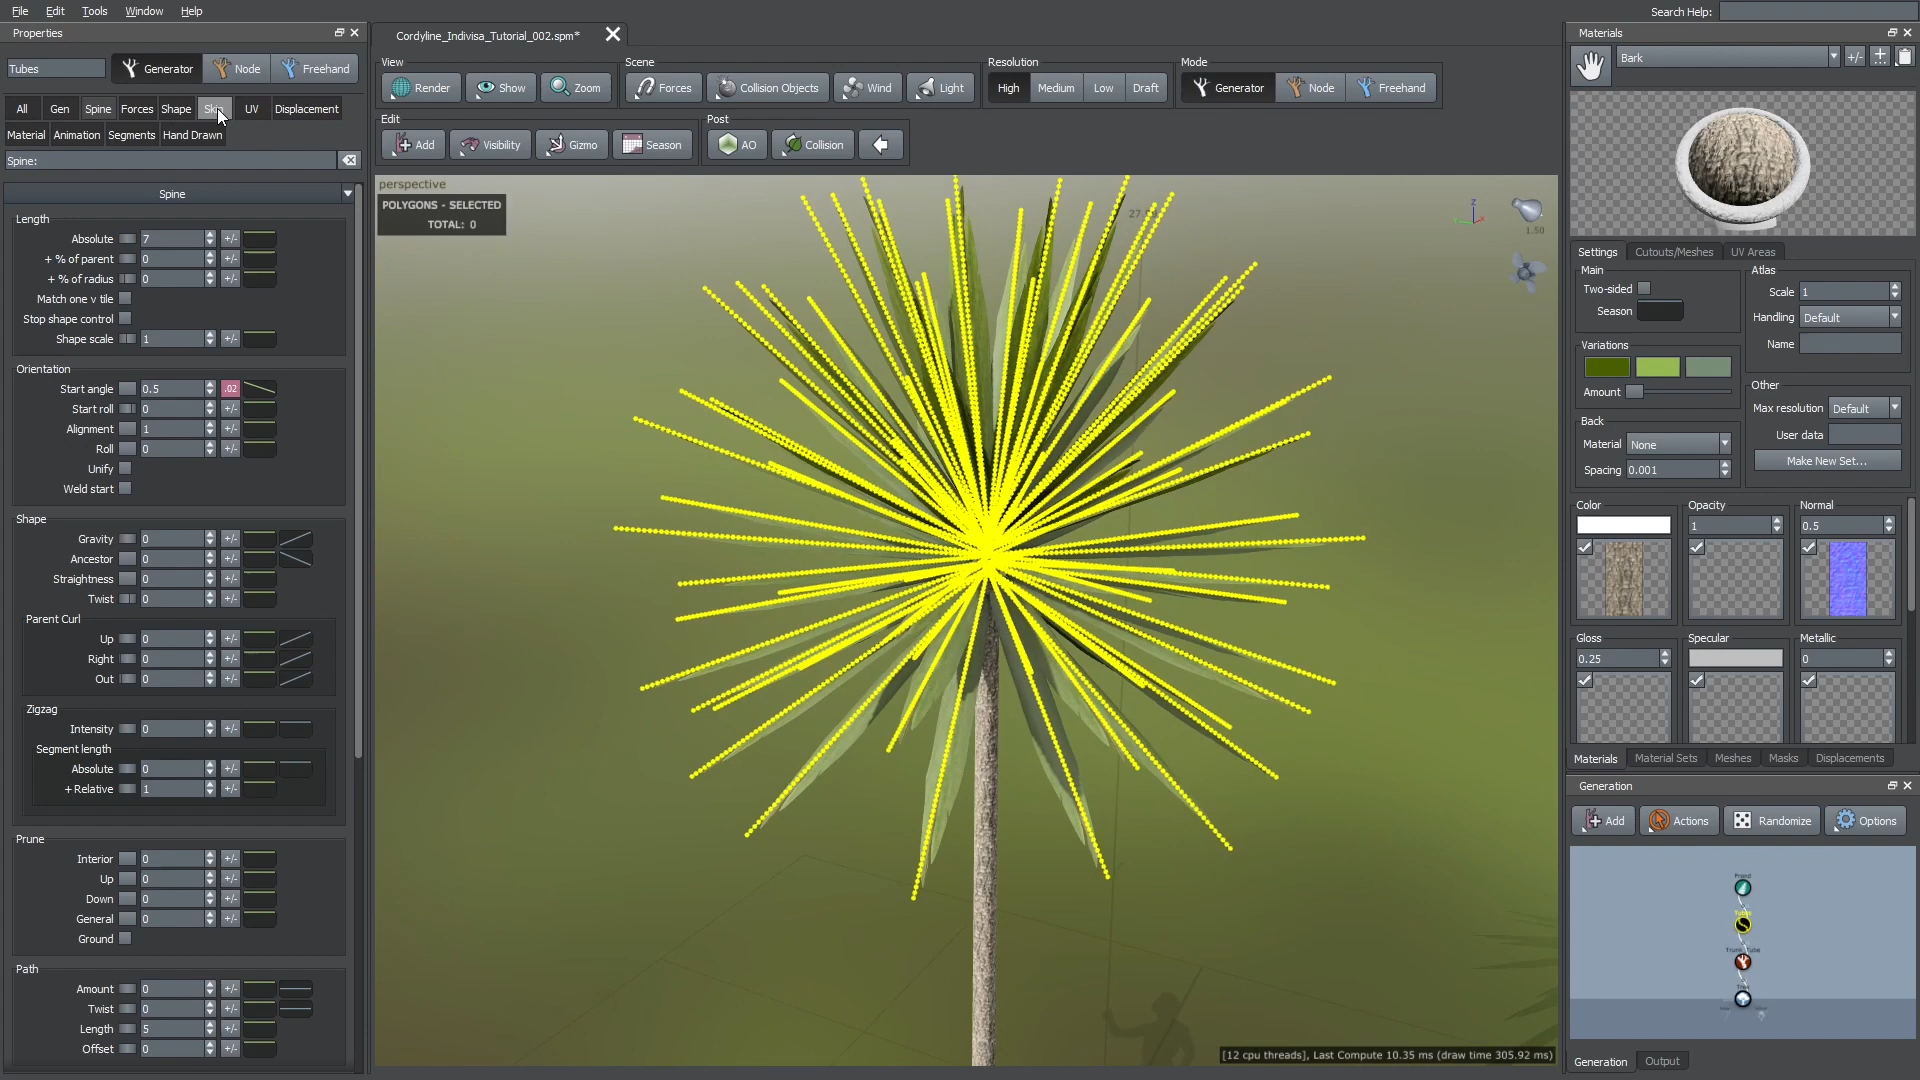 File Edit Tools Window Help
Search Help:
Properties
Tubes
Generator Node Freehand
All Gen Spine Forces Shape Skin UV Displacement
Material Animation Segments Hand Drawn
Spine:
Spine
Length
Absolute 7 +/-
+ % of parent 0 +/-
+ % of radius 0 +/-
Match one v tile
Stop shape control
Shape scale 1 +/-
Orientation
Start angle 0.5 .02
Start roll 0 +/-
Alignment 1 +/-
Roll 0 +/-
Unify
Weld start
Shape
Gravity 0 +/-
Ancestor 0 +/-
Straightness 0 +/-
Twist 0 +/-
Parent Curl
Up 0 +/-
Right 0 +/-
Out 0 +/-
Zigzag
Intensity 0 +/-
Segment length
Absolute 0 +/-
+ Relative 1 +/-
Prune
Interior 0 +/-
Up 0 +/-
Down 0 +/-
General 0 +/-
Ground
Path
Amount 0 +/-
Twist 0 +/-
Length 5 +/-
Offset 0 +/-
Cordyline_Indivisa_Tutorial_002.spm*
View Scene Resolution Mode
Render Show Zoom Forces Collision Objects Wind Light High Medium Low Draft Generator Node Freehand
Edit Post
Add Visibility Gizmo Season AO Collision
perspective
POLYGONS - SELECTED
TOTAL: 0
Z
1.50
[12 cpu threads], Last Compute 10.35 ms (draw time 305.92 ms)
Materials
Bark +/-
Settings Cutouts/Meshes UV Areas
Main
Two-sided
Season
Variations
Amount
Back
Material None
Spacing 0.001
Atlas
Scale 1
Handling Default
Name
Other
Max resolution Default
User data
Make New Set...
Color Opacity Normal
1 0.5
Gloss Specular Metallic
0.25 0
Materials Material Sets Meshes Masks Displacements
Generation
Add Actions Randomize Options
Frond
Tubes
Trunk Tube
Tree
Generation Output